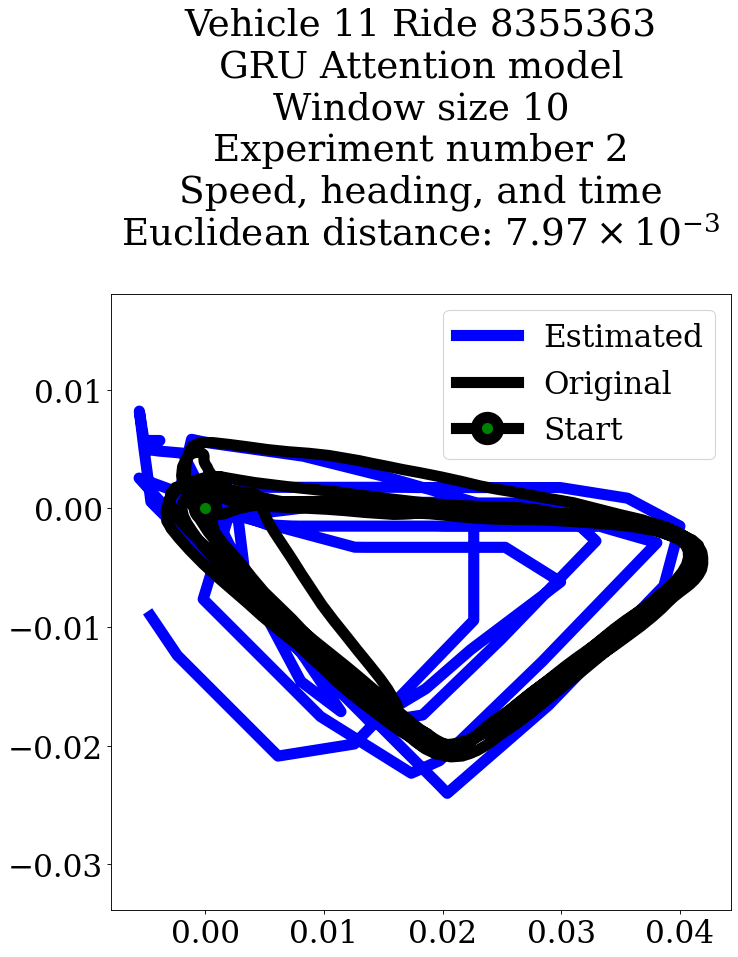 Vehicle 11 Ride 8355363
GRU Attention model
Window size 10
Experiment number 2
Speed, heading, and time
Euclidean distance: 7.97 × 10⁻³
Estimated
Original
Start
0.01
0.00
−0.01
−0.02
−0.03
0.00 0.01 0.02 0.03 0.04